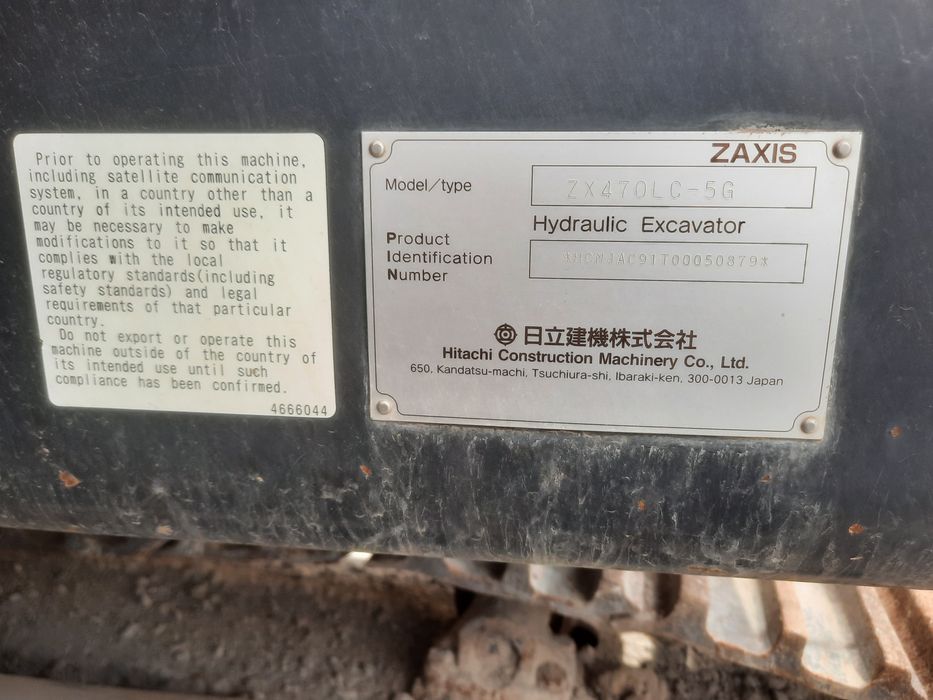 Prior to operating this machine,
including satellite communication
system, in a country other than a
country of its intended use, it
may be necessary to make
modifications to it so that it
complies with the local
regulatory standards(including
safety standards) and legal
requirements of that particular
country.
Do not export or operate this
machine outside of the country of
its intended use until such
compliance has been confirmed.
4666044
ZAXIS
Model/type ZX470LC-5G
Hydraulic Excavator
Product
Identification *HCMJAC91T00050879*
Number
日立建機株式会社
Hitachi Construction Machinery Co., Ltd.
650, Kandatsu-machi, Tsuchiura-shi, Ibaraki-ken, 300-0013 Japan